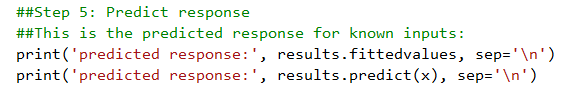 ##Step 5: Predict response
##This is the predicted response for known inputs:
print('predicted response:', results.fittedvalues, sep='\n')
print('predicted response:', results.predict(x), sep='\n')